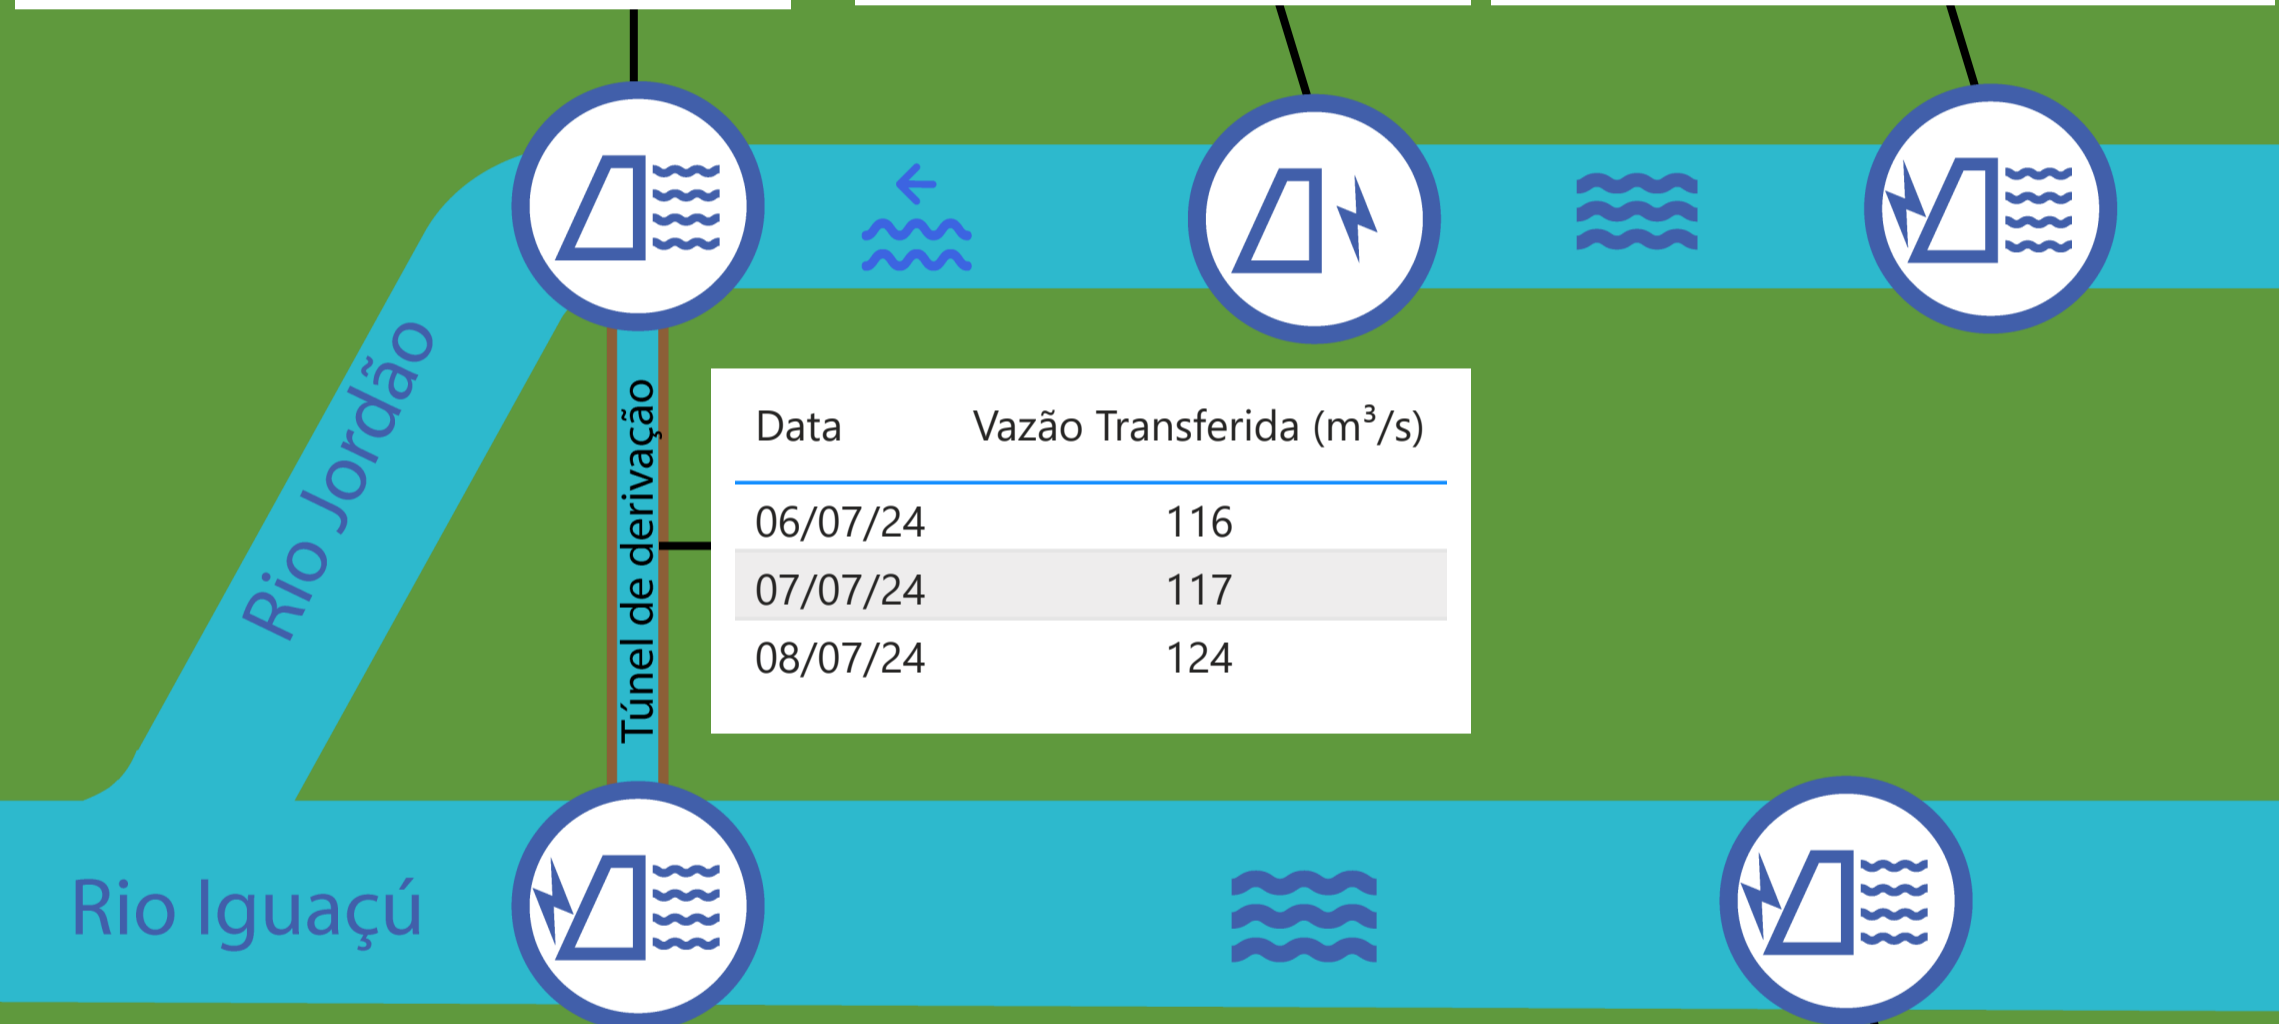 Rio Jordão
Túnel de derivação
Data Vazão Transferida (m³/s)
06/07/24 116
07/07/24 117
08/07/24 124
Rio Iguaçú